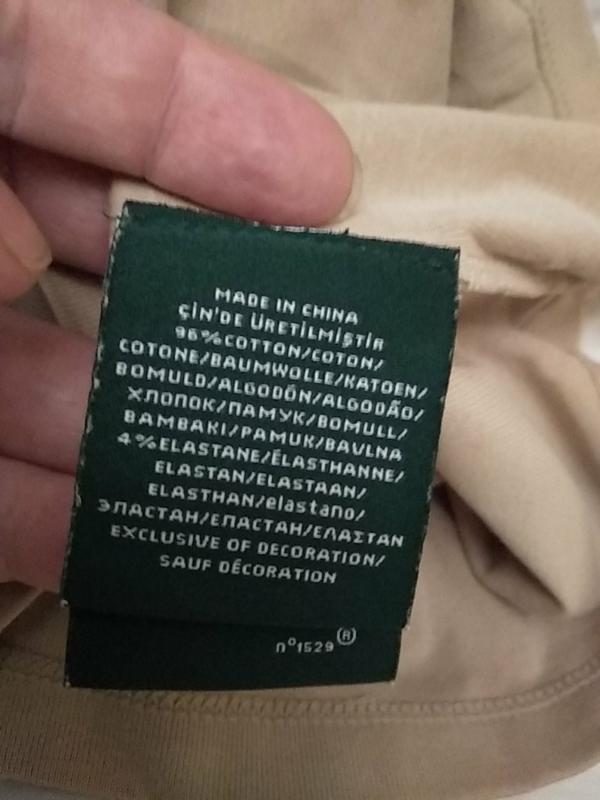 MADE IN CHINA
ÇİN'DE ÜRETİLMİŞTİR
96%COTTON/COTON/
COTONE/BAUMWOLLE/KATOEN/
BOMULD/ALGODÓN/ALGODÃO/
ХЛОПОК/ПАМУК/BOMULL/
BAMBAKI/PAMUK/BAVLNA
4%ELASTANE/ÉLASTHANNE/
ELASTAN/ELASTAAN/
ELASTHAN/elastano/
ЭЛАСТАН/ЕЛАСТАН/ΕΛΑΣΤΑΝ
EXCLUSIVE OF DECORATION/
SAUF DÉCORATION
nº1529®